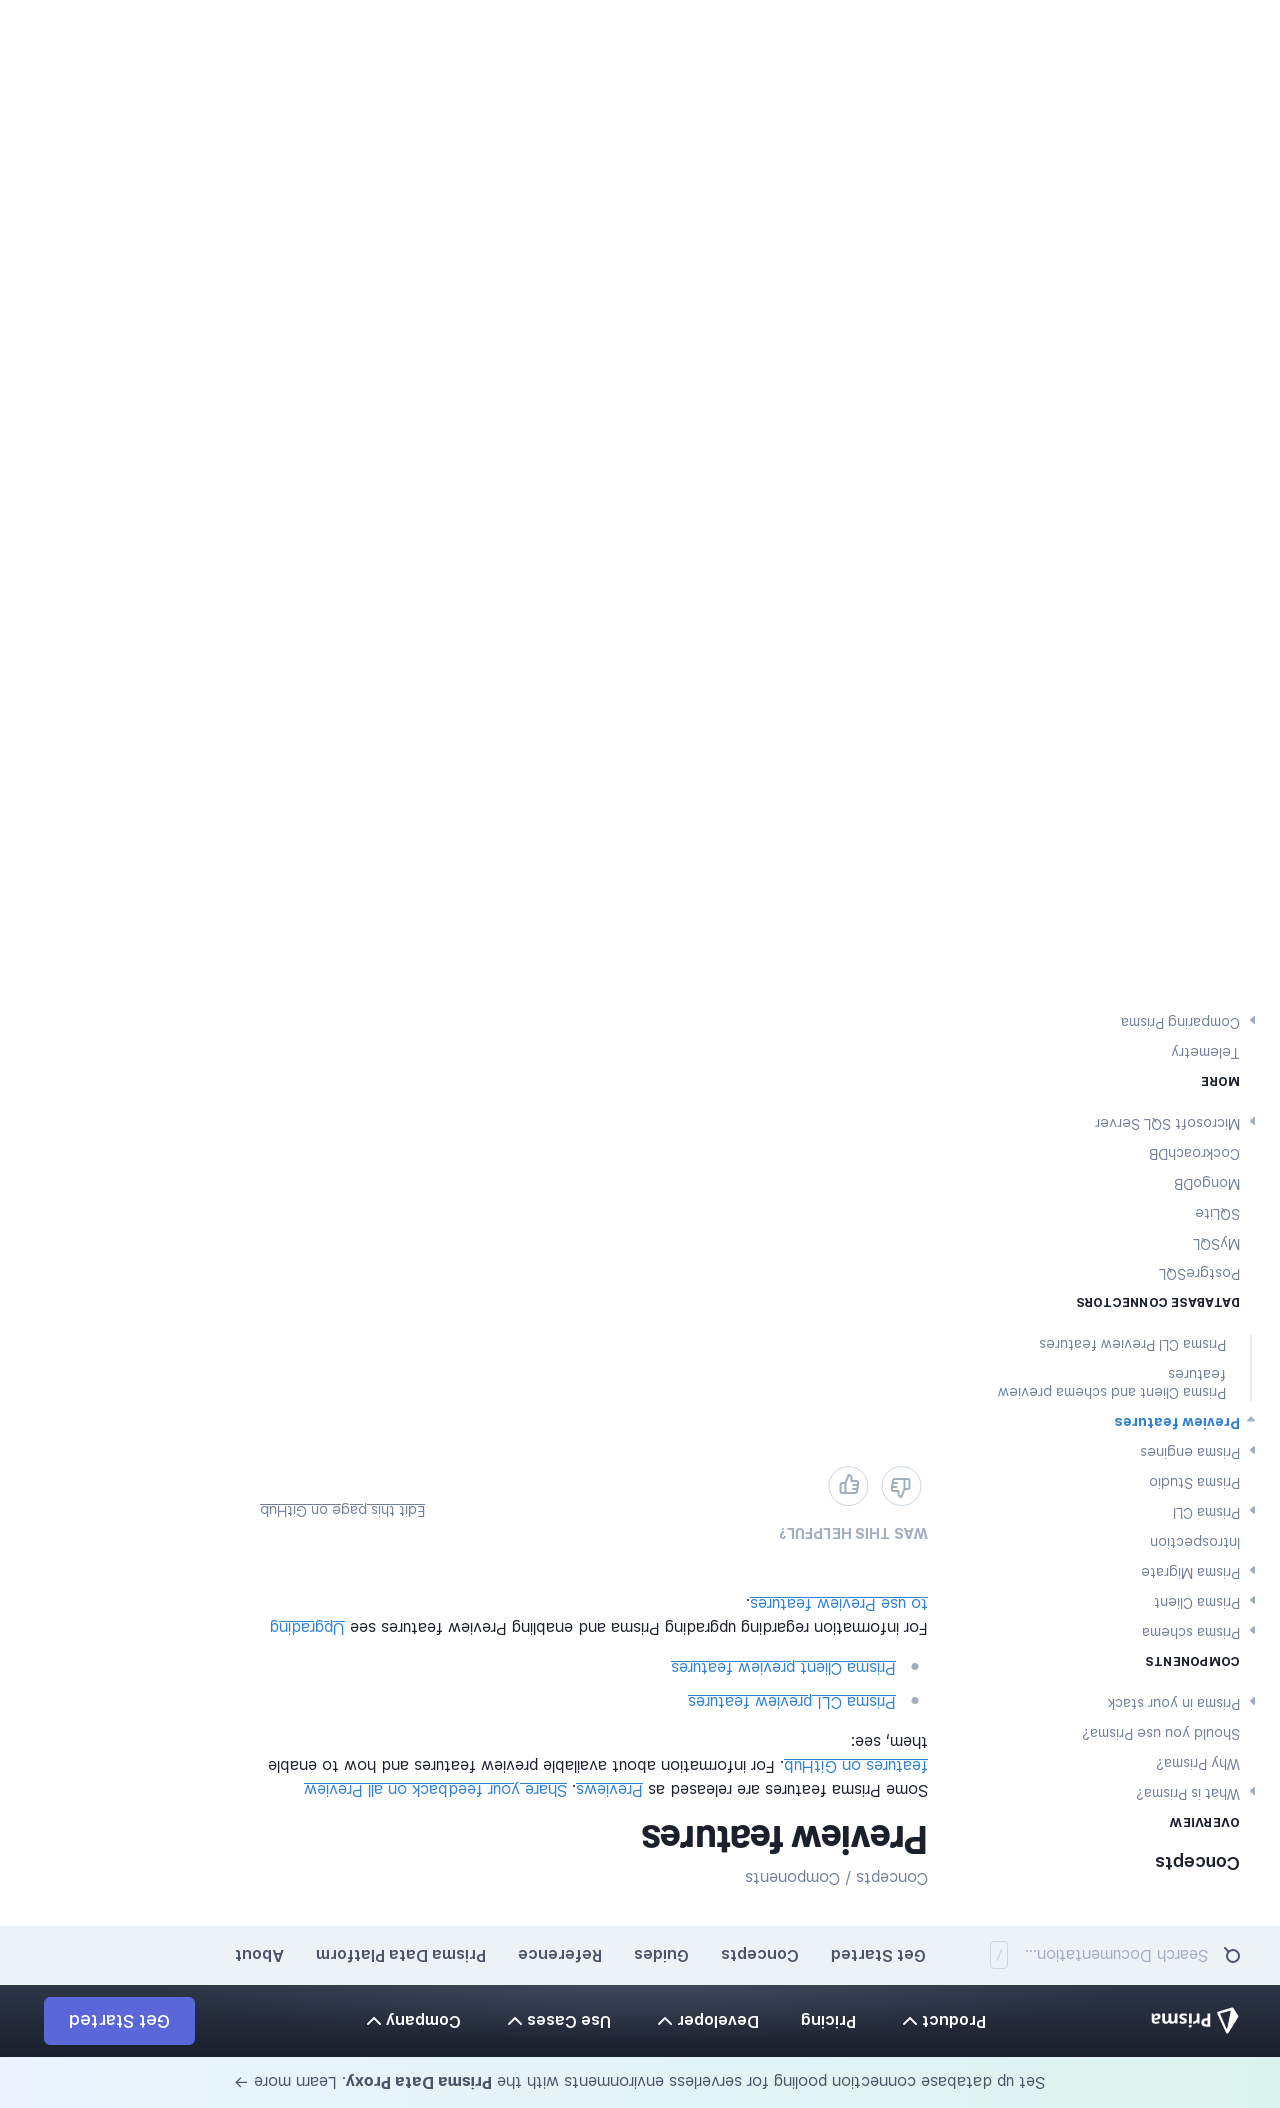 Set up database connection pooling for serverless environments with the Prisma Data Proxy. Learn more →
Prisma
Product
Pricing
Developer
Use Cases
Company
Get Started
Search Documentation...
/
Get Started
Concepts
Guides
Reference
Prisma Data Platform
About
Concepts
OVERVIEW
What is Prisma?
Why Prisma?
Should you use Prisma?
Prisma in your stack
COMPONENTS
Prisma schema
Prisma Client
Prisma Migrate
Introspection
Prisma CLI
Prisma Studio
Prisma engines
Preview features
Prisma Client and schema preview
features
Prisma CLI Preview features
DATABASE CONNECTORS
PostgreSQL
MySQL
SQLite
MongoDB
CockroachDB
Microsoft SQL Server
MORE
Telemetry
Comparing Prisma
Concepts / Components
Preview features
Some Prisma features are released as Previews. Share your feedback on all Preview
features on GitHub. For information about available preview features and how to enable
them, see:
Prisma CLI preview features
Prisma Client preview features
For information regarding upgrading Prisma and enabling Preview features see Upgrading
to use Preview features.
WAS THIS HELPFUL?
Edit this page on GitHub